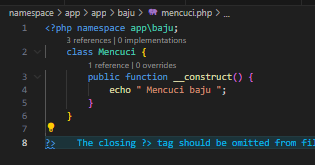 namespace > app > app > baju > mencuci.php > ...
1 <?php namespace app\baju;
3 references | 0 implementations
2 class Mencuci {
1 reference | 0 overrides
3 public function __construct() {
4 echo " Mencuci baju ";
5 }
6 }
7
8 ?> The closing ?> tag should be omitted from fil